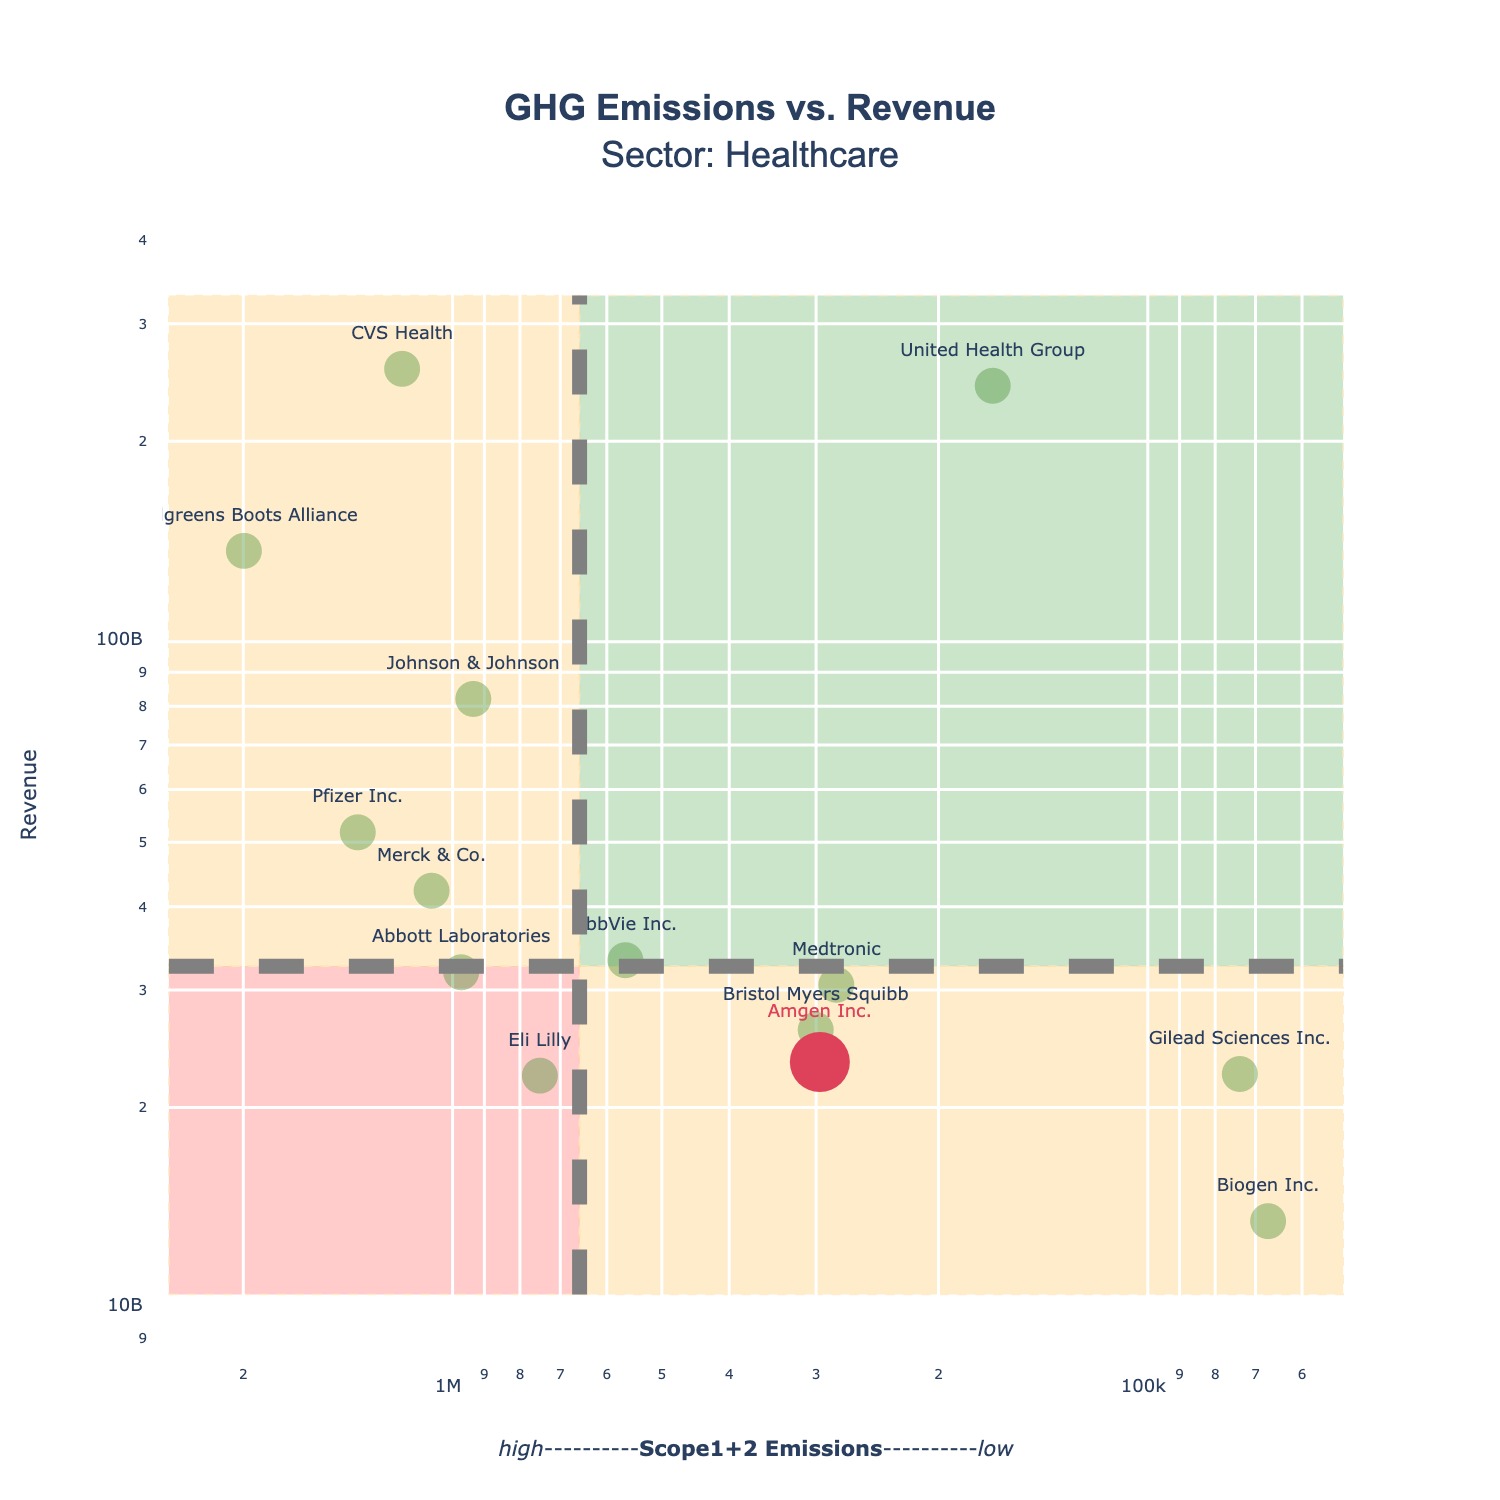 GHG Emissions vs. Revenue
Sector: Healthcare
4
3
CVS Health
United Health Group
2
greens Boots Alliance
100B
Johnson & Johnson
9
8
7
Pfizer Inc.
6
5
Merck & Co.
4
bbVie Inc.
Abbott Laboratories
Medtronic
3
Bristol Myers Squibb
Amgen Inc.
Eli Lilly
Gilead Sciences Inc.
2
Biogen Inc.
10B
9
Revenue
2 1M 9 8 7 6 5 4 3 2 100k 9 8 7 6
high----------Scope1+2 Emissions----------low